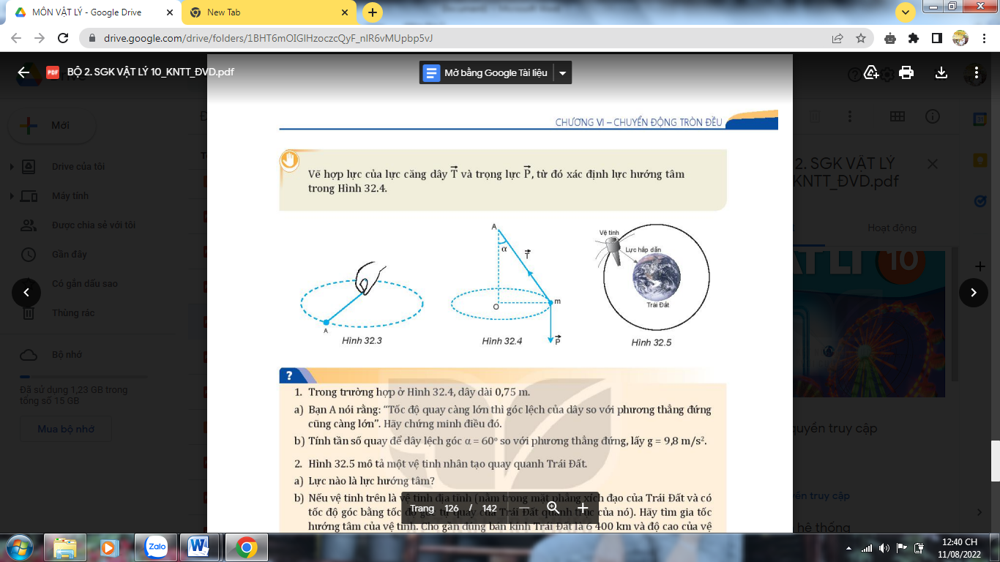 MÔN VẬT LÝ - Google Drive
New Tab
drive.google.com/drive/folders/1BHT6mOIGlHzoczcQyF_nlR6vMUpbp5vJ
BỘ 2. SGK VẬT LÝ 10_KNTT_ĐVD.pdf
Mở bằng Google Tài liệu
Mới
Drive của tôi
Máy tính
Được chia sẻ với tôi
Gần đây
Có gắn dấu sao
Thùng rác
Bộ nhớ
Đã sử dụng 1,23 GB trong
tổng số 15 GB
Mua bộ nhớ
CHƯƠNG VI – CHUYỂN ĐỘNG TRÒN ĐỀU
Vẽ hợp lực của lực căng dây T⃗ và trọng lực P⃗, từ đó xác định lực hướng tâm
trong Hình 32.4.
A
Hình 32.3
A
α
T⃗
O
m
P⃗
Hình 32.4
Vệ tinh
Lực hấp dẫn
Trái Đất
Hình 32.5
?
1. Trong trường hợp ở Hình 32.4, dây dài 0,75 m.
a) Bạn A nói rằng: “Tốc độ quay càng lớn thì góc lệch của dây so với phương thẳng đứng
cũng càng lớn”. Hãy chứng minh điều đó.
b) Tính tần số quay để dây lệch góc α = 60º so với phương thẳng đứng, lấy g = 9,8 m/s².
2. Hình 32.5 mô tả một vệ tinh nhân tạo quay quanh Trái Đất.
a) Lực nào là lực hướng tâm?
b) Nếu vệ tinh trên là vệ tinh địa tĩnh (nằm trong mặt phẳng xích đạo của Trái Đất và có
tốc độ góc bằng tốc độ góc tự quay của Trái Đất quanh trục của nó). Hãy tìm gia tốc
hướng tâm của vệ tinh. Cho gần đúng bán kính Trái Đất là 6 400 km và độ cao của vệ
Trang 126 / 142
2. SGK VẬT LÝ
KNTT_ĐVD.pdf
Hoạt động
10
quyền truy cập
truy cập
hệ thống
Zalo
12:40 CH
11/08/2022